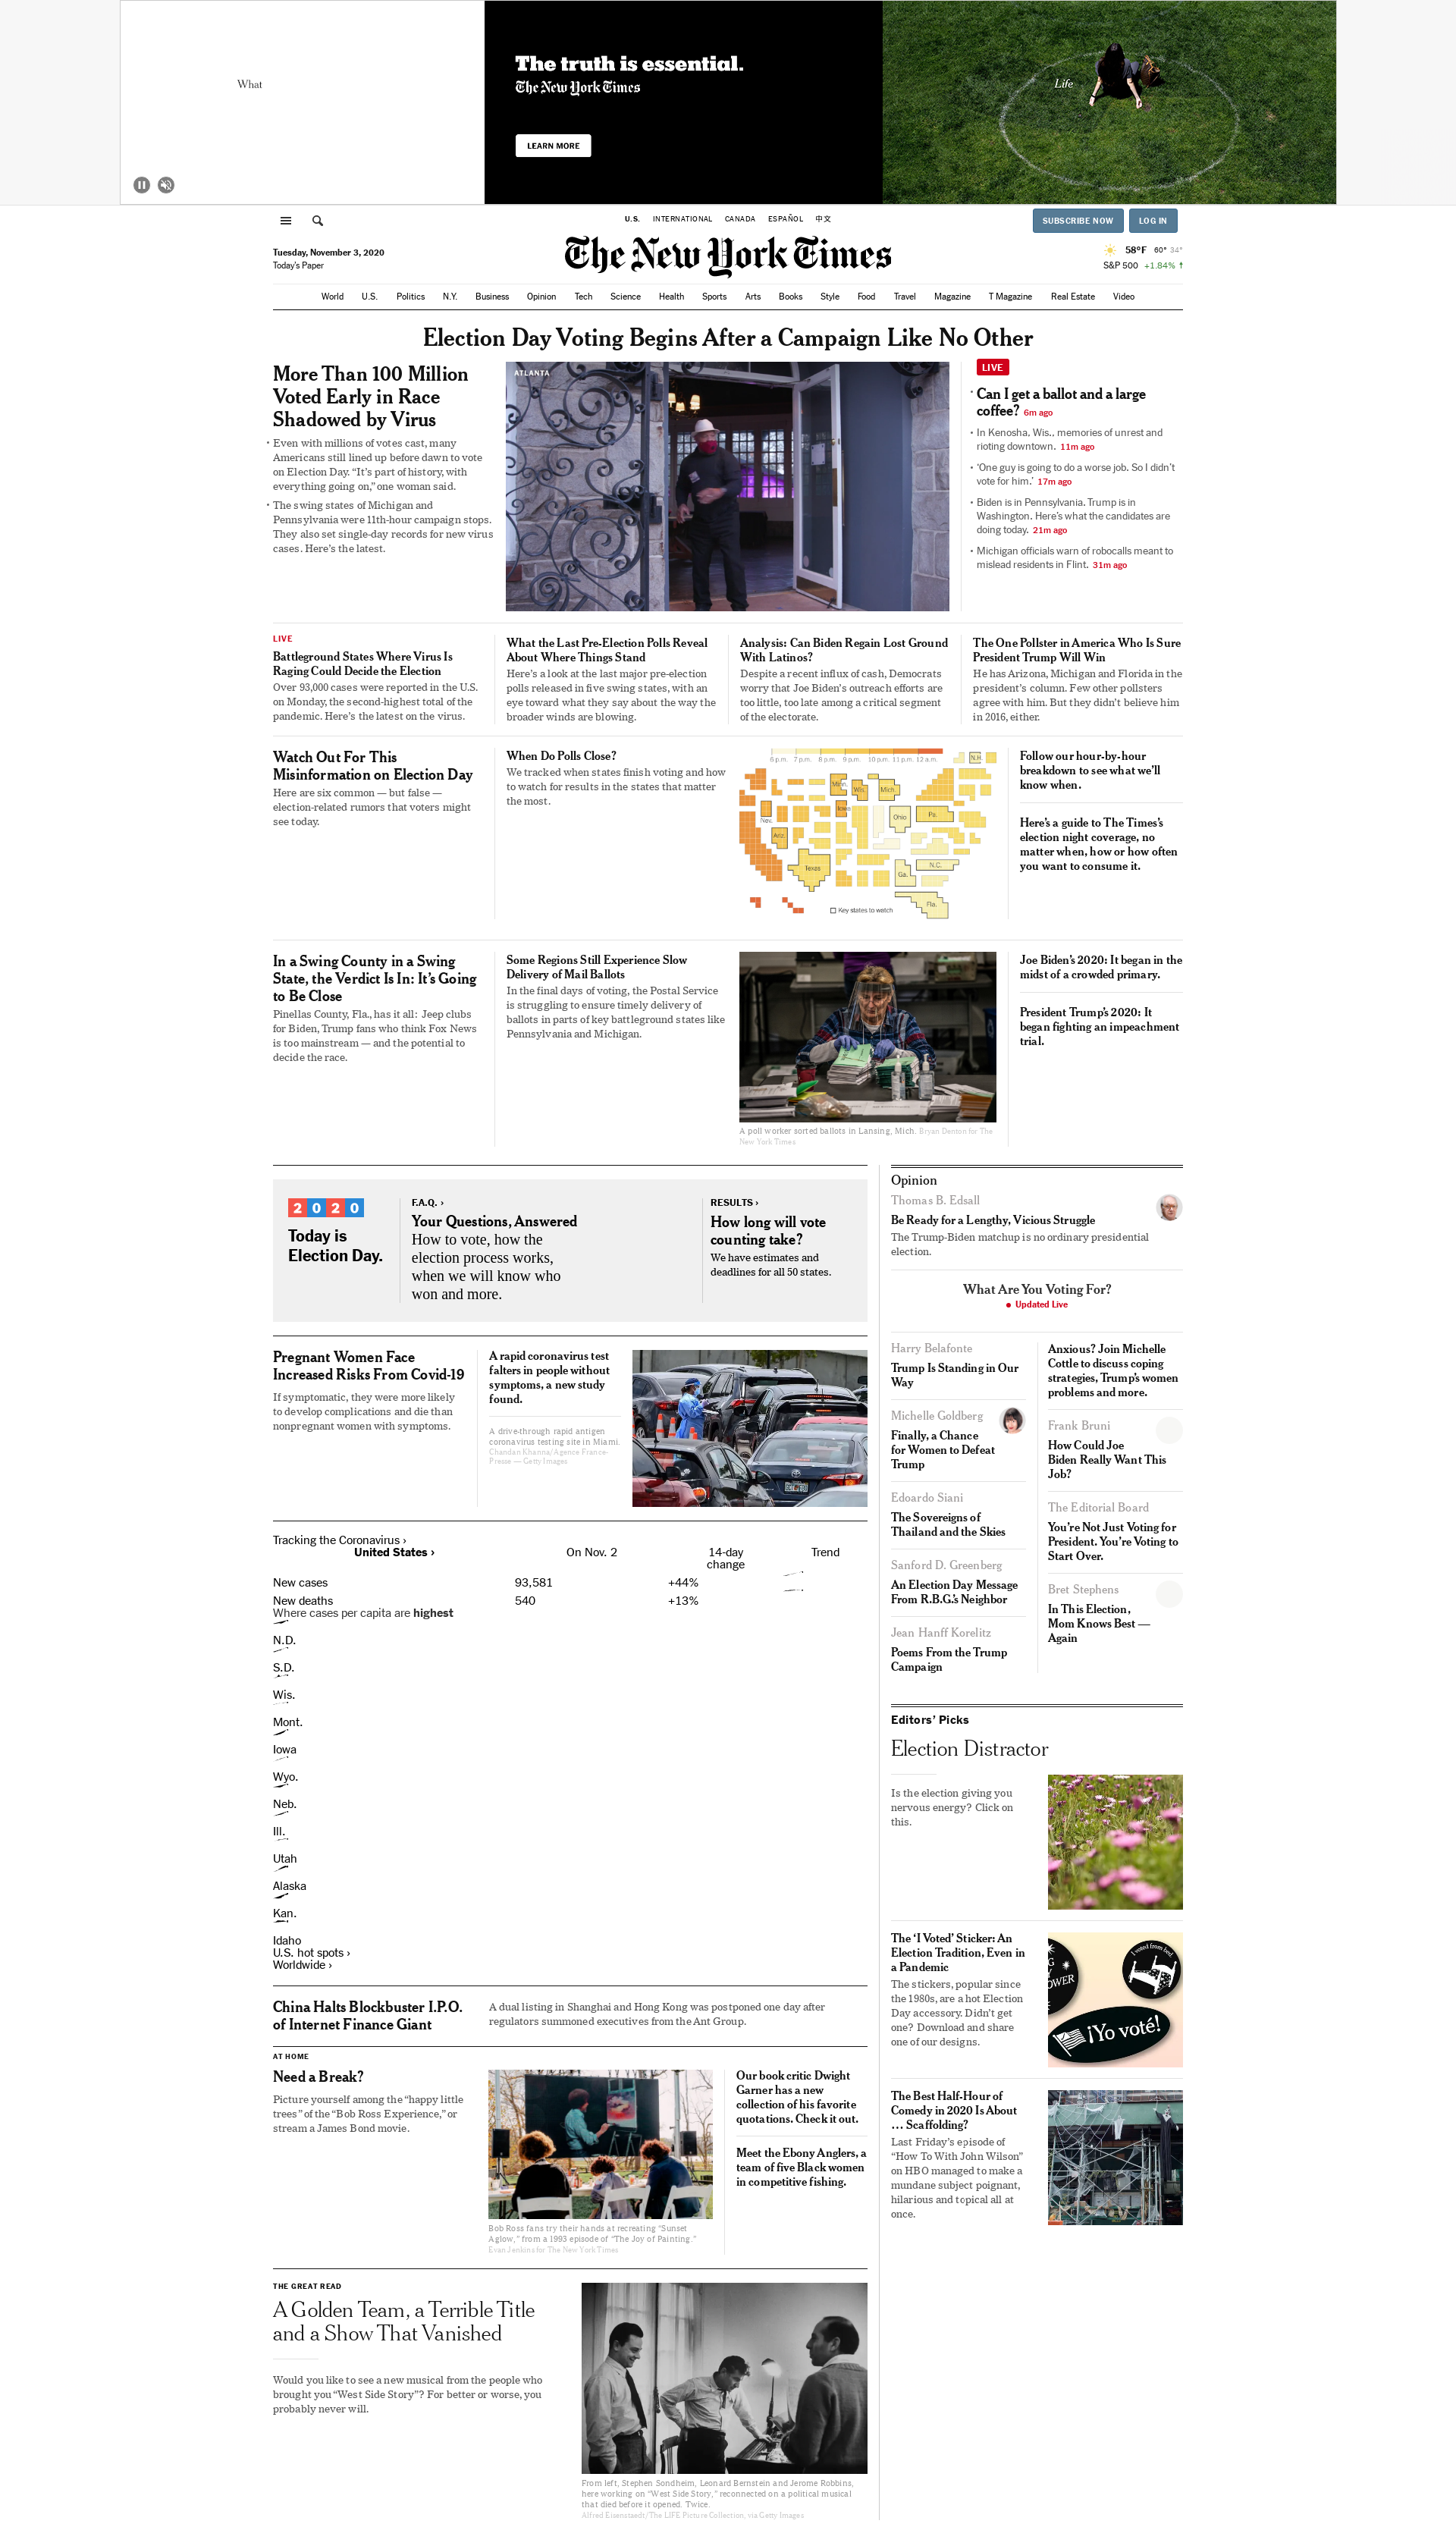 What
The truth is essential.
The New York Times
LEARN MORE
Life
U.S. INTERNATIONAL CANADA ESPAÑOL 中文
SUBSCRIBE NOW LOG IN
Tuesday, November 3, 2020
Today's Paper
The New York Times
58°F 60° 34°
S&P 500 +1.84%
World U.S. Politics N.Y. Business Opinion Tech Science Health Sports Arts Books Style Food Travel Magazine T Magazine Real Estate Video
Election Day Voting Begins After a Campaign Like No Other
More Than 100 Million
Voted Early in Race
Shadowed by Virus
Even with millions of votes cast, many
Americans still lined up before dawn to vote
on Election Day. “It’s part of history, with
everything going on,” one woman said.
The swing states of Michigan and
Pennsylvania were 11th-hour campaign stops.
They also set single-day records for new virus
cases. Here’s the latest.
ATLANTA
LIVE
Can I get a ballot and a large
coffee? 6m ago
In Kenosha, Wis., memories of unrest and
rioting downtown. 11m ago
‘One guy is going to do a worse job. So I didn’t
vote for him.’ 17m ago
Biden is in Pennsylvania. Trump is in
Washington. Here’s what the candidates are
doing today. 21m ago
Michigan officials warn of robocalls meant to
mislead residents in Flint. 31m ago
LIVE
Battleground States Where Virus Is
Raging Could Decide the Election
Over 93,000 cases were reported in the U.S.
on Monday, the second-highest total of the
pandemic. Here’s the latest on the virus.
What the Last Pre-Election Polls Reveal
About Where Things Stand
Here’s a look at the last major pre-election
polls released in five swing states, with an
eye toward what they say about the way the
broader winds are blowing.
Analysis: Can Biden Regain Lost Ground
With Latinos?
Despite a recent influx of cash, Democrats
worry that Joe Biden’s outreach efforts are
too little, too late among a critical segment
of the electorate.
The One Pollster in America Who Is Sure
President Trump Will Win
He has Arizona, Michigan and Florida in the
president’s column. Few other pollsters
agree with him. But they didn’t believe him
in 2016, either.
Watch Out For This
Misinformation on Election Day
Here are six common — but false —
election-related rumors that voters might
see today.
When Do Polls Close?
We tracked when states finish voting and how
to watch for results in the states that matter
the most.
6 p.m. 7 p.m. 8 p.m. 9 p.m. 10 p.m. 11 p.m. 12 a.m.
N.H.
Minn.
Wis. Mich.
Iowa
Nev. Ohio Pa.
Ariz.
Texas N.C.
Ga.
Fla.
Key states to watch
Follow our hour-by-hour
breakdown to see what we’ll
know when.
Here’s a guide to The Times’s
election night coverage, no
matter when, how or how often
you want to consume it.
In a Swing County in a Swing
State, the Verdict Is In: It’s Going
to Be Close
Pinellas County, Fla., has it all: Jeep clubs
for Biden, Trump fans who think Fox News
is too mainstream — and the potential to
decide the race.
Some Regions Still Experience Slow
Delivery of Mail Ballots
In the final days of voting, the Postal Service
is struggling to ensure timely delivery of
ballots in parts of key battleground states like
Pennsylvania and Michigan.
A poll worker sorted ballots in Lansing, Mich. Bryan Denton for The
New York Times
Joe Biden’s 2020: It began in the
midst of a crowded primary.
President Trump’s 2020: It
began fighting an impeachment
trial.
2020
Today is
Election Day.
F.A.Q. ›
Your Questions, Answered
How to vote, how the
election process works,
when we will know who
won and more.
RESULTS ›
How long will vote
counting take?
We have estimates and
deadlines for all 50 states.
Pregnant Women Face
Increased Risks From Covid-19
If symptomatic, they were more likely
to develop complications and die than
nonpregnant women with symptoms.
A rapid coronavirus test
falters in people without
symptoms, a new study
found.
A drive-through rapid antigen
coronavirus testing site in Miami.
Chandan Khanna/Agence France-
Presse — Getty Images
Tracking the Coronavirus ›
United States › On Nov. 2 14-day
change Trend
New cases 93,581 +44%
New deaths 540 +13%
Where cases per capita are highest
N.D.
S.D.
Wis.
Mont.
Iowa
Wyo.
Neb.
Ill.
Utah
Alaska
Kan.
Idaho
U.S. hot spots ›
Worldwide ›
China Halts Blockbuster I.P.O.
of Internet Finance Giant
A dual listing in Shanghai and Hong Kong was postponed one day after
regulators summoned executives from the Ant Group.
AT HOME
Need a Break?
Picture yourself among the “happy little
trees” of the “Bob Ross Experience,” or
stream a James Bond movie.
Bob Ross fans try their hands at recreating “Sunset
Aglow,” from a 1993 episode of “The Joy of Painting.”
Evan Jenkins for The New York Times
Our book critic Dwight
Garner has a new
collection of his favorite
quotations. Check it out.
Meet the Ebony Anglers, a
team of five Black women
in competitive fishing.
THE GREAT READ
A Golden Team, a Terrible Title
and a Show That Vanished
Would you like to see a new musical from the people who
brought you “West Side Story”? For better or worse, you
probably never will.
From left, Stephen Sondheim, Leonard Bernstein and Jerome Robbins,
here working on “West Side Story,” reconnected on a political musical
that died before it opened. Twice.
Alfred Eisenstaedt/The LIFE Picture Collection, via Getty Images
Opinion
Thomas B. Edsall
Be Ready for a Lengthy, Vicious Struggle
The Trump-Biden matchup is no ordinary presidential
election.
What Are You Voting For?
Updated Live
Harry Belafonte
Trump Is Standing in Our
Way
Michelle Goldberg
Finally, a Chance
for Women to Defeat
Trump
Edoardo Siani
The Sovereigns of
Thailand and the Skies
Sanford D. Greenberg
An Election Day Message
From R.B.G.’s Neighbor
Jean Hanff Korelitz
Poems From the Trump
Campaign
Anxious? Join Michelle
Cottle to discuss coping
strategies, Trump’s women
problems and more.
Frank Bruni
How Could Joe
Biden Really Want This
Job?
The Editorial Board
You’re Not Just Voting for
President. You’re Voting to
Start Over.
Bret Stephens
In This Election,
Mom Knows Best —
Again
Editors’ Picks
Election Distractor
Is the election giving you
nervous energy? Click on
this.
The ‘I Voted’ Sticker: An
Election Tradition, Even in
a Pandemic
The stickers, popular since
the 1980s, are a hot Election
Day accessory. Didn’t get
one? Download and share
one of our designs.
I voted from bed.
OWER
¡Yo voté!
The Best Half-Hour of
Comedy in 2020 Is About
… Scaffolding?
Last Friday’s episode of
“How To With John Wilson”
on HBO managed to make a
mundane subject poignant,
hilarious and topical all at
once.